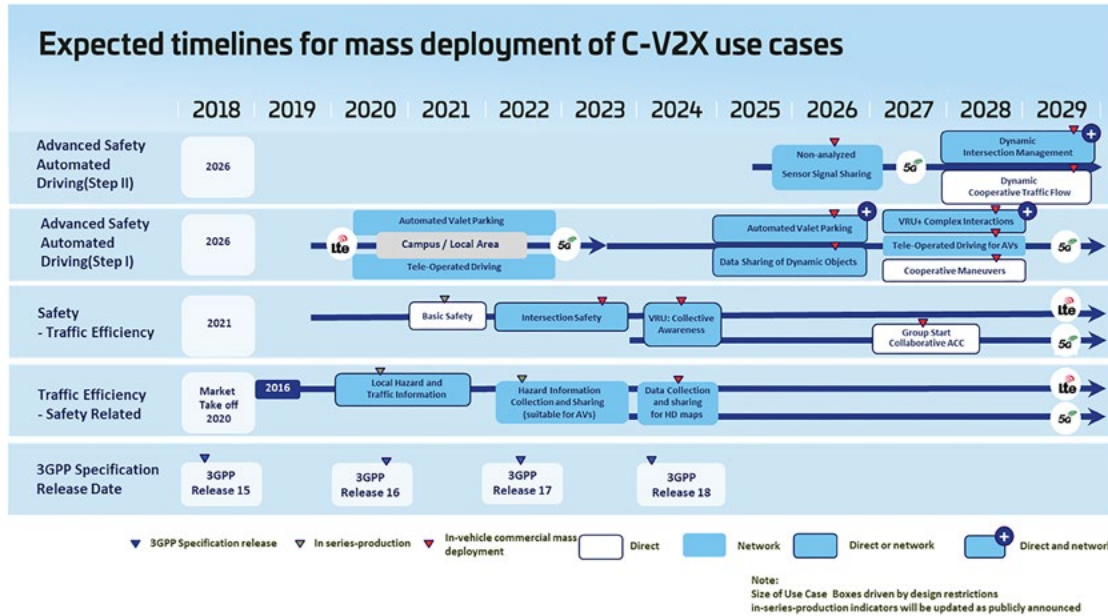 Expected timelines for mass deployment of C-V2X use cases
2018 2019 2020 2021 2022 2023 2024 2025 2026 2027 2028 2029
Advanced Safety
Automated
Driving(Step II)
2026
Non-analyzed
Sensor Signal Sharing
5G
Dynamic
Intersection Management
+
Dynamic
Cooperative Traffic Flow
Advanced Safety
Automated
Driving(Step I)
2026
Lte
Automated Valet Parking
Campus / Local Area
Tele-Operated Driving
5G
Automated Valet Parking
+
Data Sharing of Dynamic Objects
VRU+ Complex Interactions
+
Tele-Operated Driving for AVs
Cooperative Maneuvers
5G
Safety
- Traffic Efficiency
2021
Basic Safety
Intersection Safety
VRU: Collective
Awareness
Group Start
Collaborative ACC
Lte
5G
Traffic Efficiency
- Safety Related
Market
Take off
2020
2016
Local Hazard and
Traffic Information
Hazard Information
Collection and Sharing
(suitable for AVs)
Data Collection
and sharing
for HD maps
Lte
5G
3GPP Specification
Release Date
3GPP
Release 15
3GPP
Release 16
3GPP
Release 17
3GPP
Release 18
3GPP Specification release
In series-production
In-vehicle commercial mass
deployment
Direct
Network
Direct or network
+
Direct and network
Note:
Size of Use Case Boxes driven by design restrictions
in-series-production indicators will be updated as publicly announced